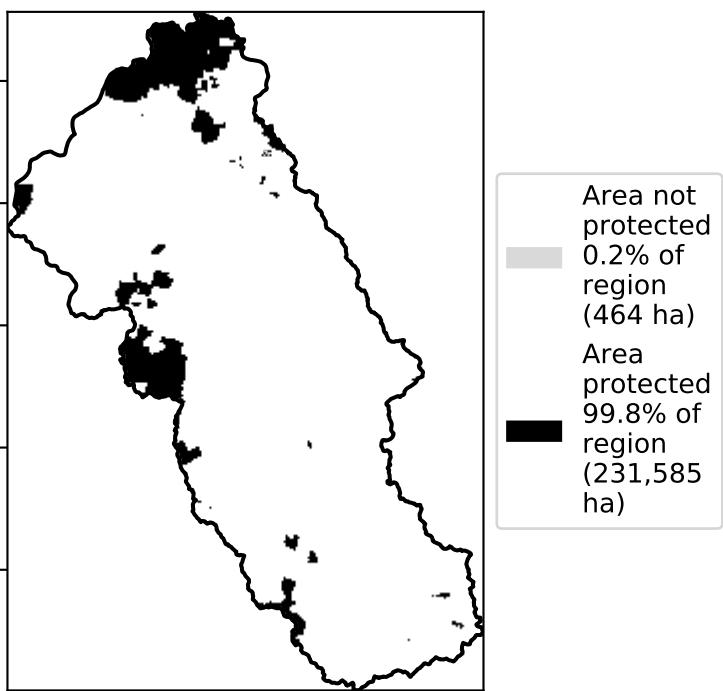 Area not
protected
0.2% of
region
(464 ha)
Area
protected
99.8% of
region
(231,585
ha)